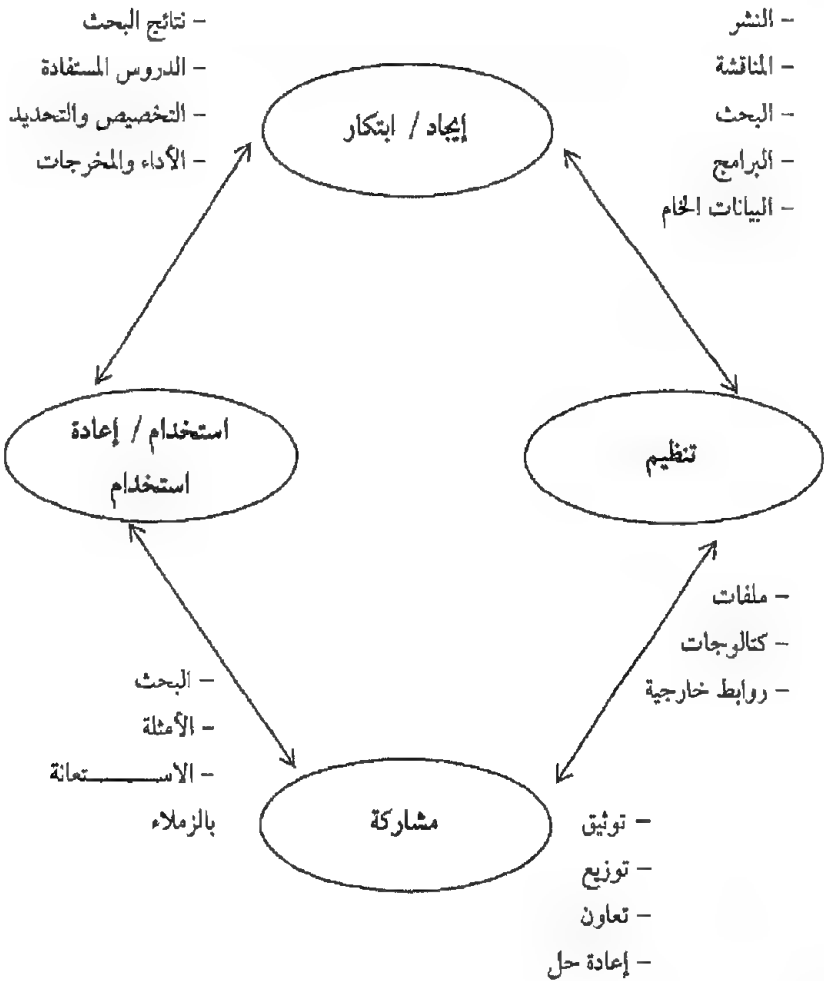 – النشر
– المناقشة
– البحث
– البرامج
– البيانات الخام
– نتائج البحث
– الدروس المستفادة
– التخصيص والتحديد
– الأداء والمخرجات
إيجاد / ابتكار
تنظيم
استخدام / إعادة
استخدام
– ملفات
– كتالوجات
– روابط خارجية
– البحث
– الأمثلة
– الاستعانة
بالزملاء
مشاركة
– توثيق
– توزيع
– تعاون
– إعادة حل